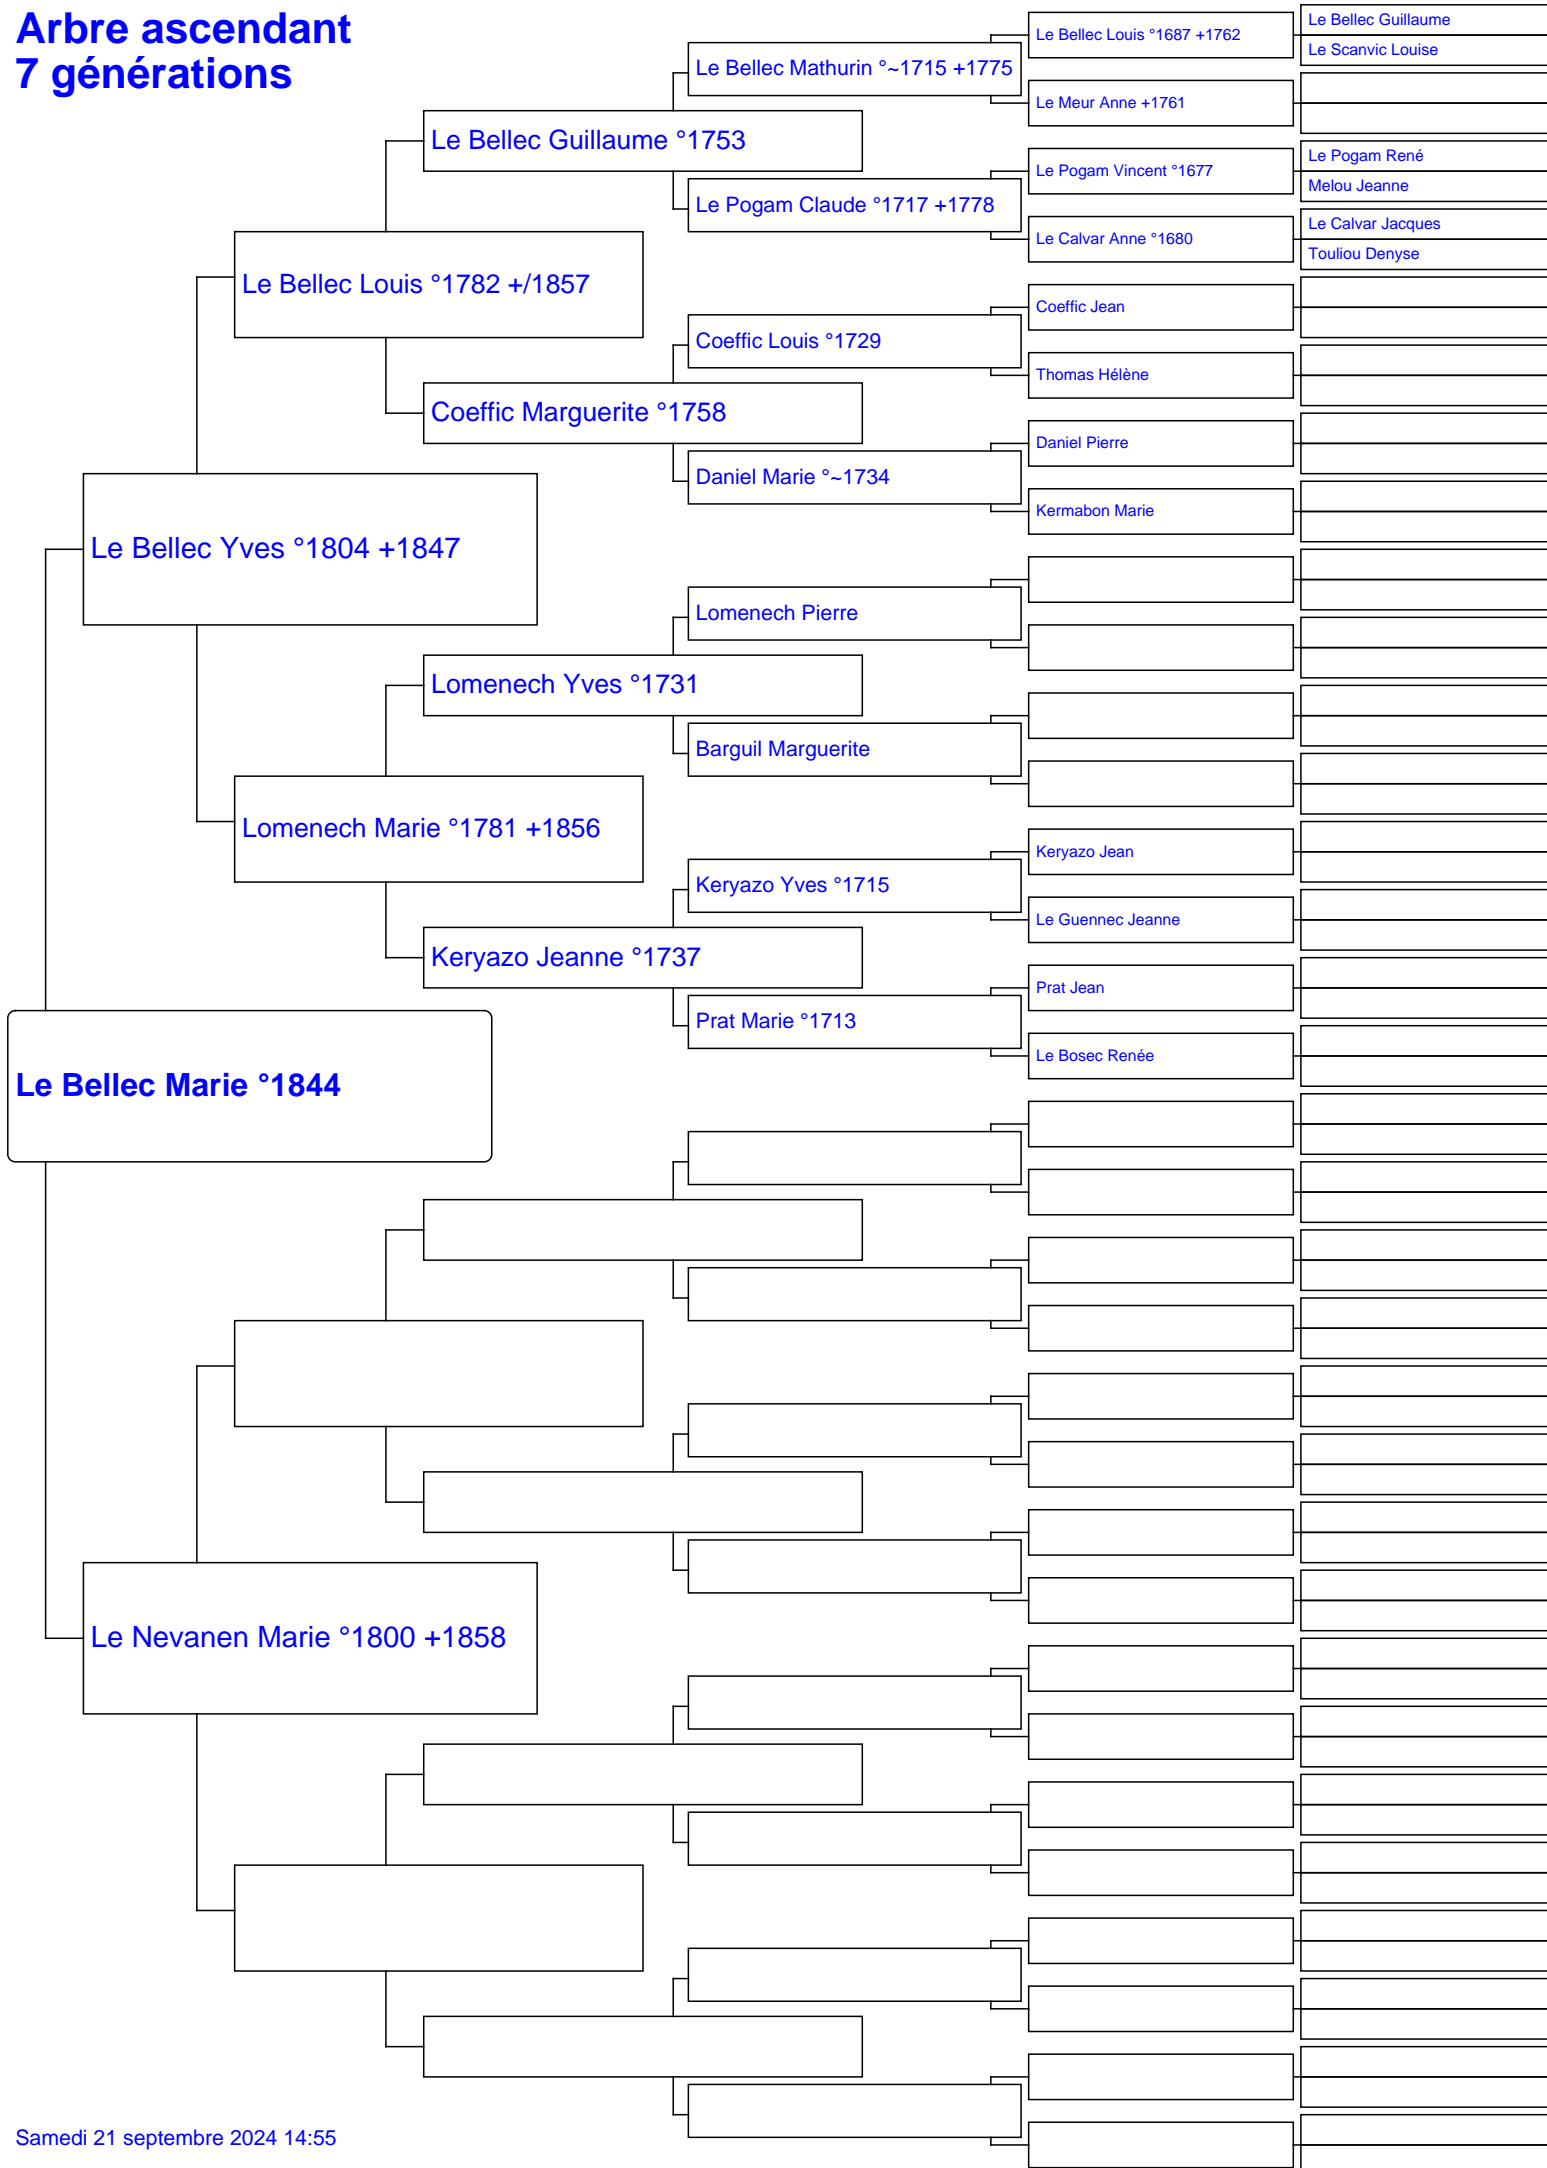 Arbre ascendant
7 générations
Le Bellec Guillaume
Le Scanvic Louise
Le Bellec Louis °1687 +1762
Le Bellec Mathurin °~1715 +1775
Le Meur Anne +1761
Le Bellec Guillaume °1753
Le Pogam René
Le Pogam Vincent °1677
Melou Jeanne
Le Pogam Claude °1717 +1778
Le Calvar Jacques
Le Calvar Anne °1680
Touliou Denyse
Le Bellec Louis °1782 +/1857
Coeffic Jean
Coeffic Louis °1729
Thomas Hélène
Coeffic Marguerite °1758
Daniel Pierre
Daniel Marie °~1734
Kermabon Marie
Le Bellec Yves °1804 +1847
Lomenech Pierre
Lomenech Yves °1731
Barguil Marguerite
Lomenech Marie °1781 +1856
Keryazo Jean
Keryazo Yves °1715
Le Guennec Jeanne
Keryazo Jeanne °1737
Prat Jean
Prat Marie °1713
Le Bosec Renée
Le Bellec Marie °1844
Le Nevanen Marie °1800 +1858
Samedi 21 septembre 2024 14:55